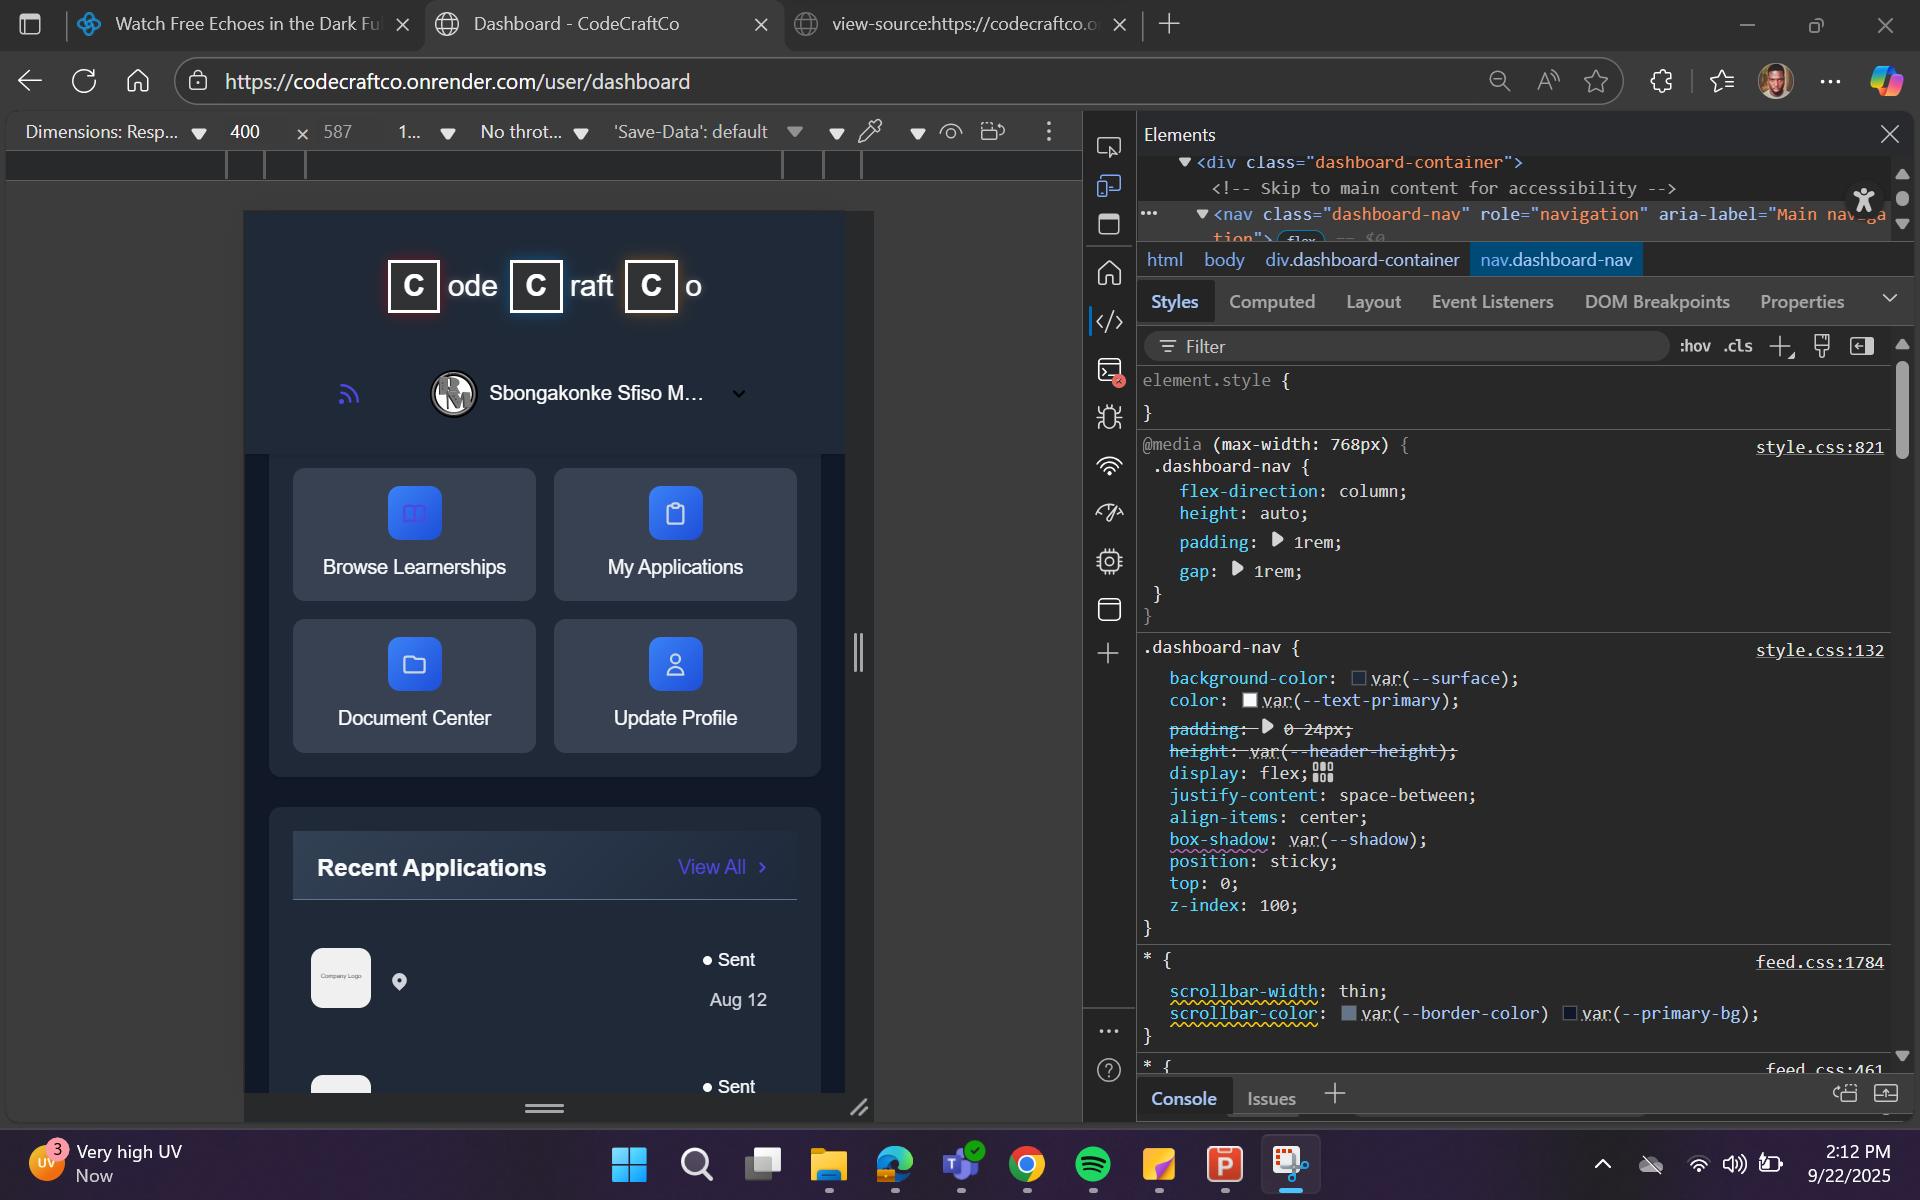 Watch Free Echoes in the Dark Ful
Dashboard - CodeCraftCo
view-source:https://codecraftco.o
https://codecraftco.onrender.com/user/dashboard
Dimensions: Resp... 400 × 587 1... No throt... 'Save-Data': default
Code Craft Co
Sbongakonke Sfiso M...
Browse Learnerships
My Applications
Document Center
Update Profile
Recent Applications
View All
Company Logo
Sent
Aug 12
Sent
Elements
<div class="dashboard-container">
<!-- Skip to main content for accessibility -->
<nav class="dashboard-nav" role="navigation" aria-label="Main naviga
tion"> flex == $0
html body div.dashboard-container nav.dashboard-nav
Styles Computed Layout Event Listeners DOM Breakpoints Properties
Filter :hov .cls
element.style {
}
@media (max-width: 768px) { style.css:821
.dashboard-nav {
flex-direction: column;
height: auto;
padding: 1rem;
gap: 1rem;
}
}
.dashboard-nav { style.css:132
background-color: var(--surface);
color: var(--text-primary);
padding: 0 24px;
height: var(--header-height);
display: flex;
justify-content: space-between;
align-items: center;
box-shadow: var(--shadow);
position: sticky;
top: 0;
z-index: 100;
}
* { feed.css:1784
scrollbar-width: thin;
scrollbar-color: var(--border-color) var(--primary-bg);
}
* { feed.css:461
Console Issues
UV 3
Very high UV
Now
2:12 PM
9/22/2025